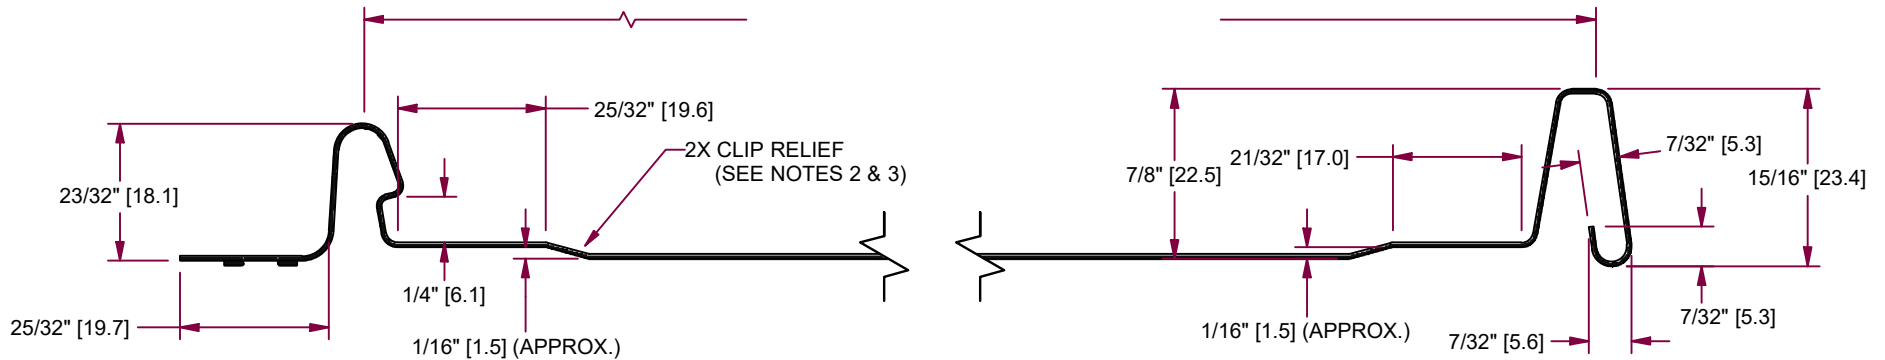 25/32" [19.6]
2X CLIP RELIEF
(SEE NOTES 2 & 3)
23/32" [18.1]
1/4" [6.1]
25/32" [19.7]
1/16" [1.5] (APPROX.)
7/8" [22.5]
21/32" [17.0]
7/32" [5.3]
15/16" [23.4]
1/16" [1.5] (APPROX.)
7/32" [5.6]
7/32" [5.3]